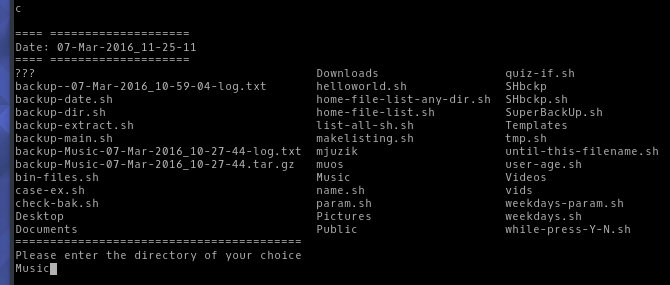 c
==== =====================
Date: 07-Mar-2016_11-25-11
==== =====================
??? Downloads quiz-if.sh
backup--07-Mar-2016_10-59-04-log.txt helloworld.sh SHbckp
backup-date.sh home-file-list-any-dir.sh SHbckp.sh
backup-dir.sh home-file-list.sh SuperBackUp.sh
backup-extract.sh list-all-sh.sh Templates
backup-main.sh makelisting.sh tmp.sh
backup-Music-07-Mar-2016_10-27-44-log.txt mjuzik until-this-filename.sh
backup-Music-07-Mar-2016_10-27-44.tar.gz muos user-age.sh
bin-files.sh Music Videos
case-ex.sh name.sh vids
check-bak.sh param.sh weekdays-param.sh
Desktop Pictures weekdays.sh
Documents Public while-press-Y-N.sh
===========================================
Please enter the directory of your choice
Music